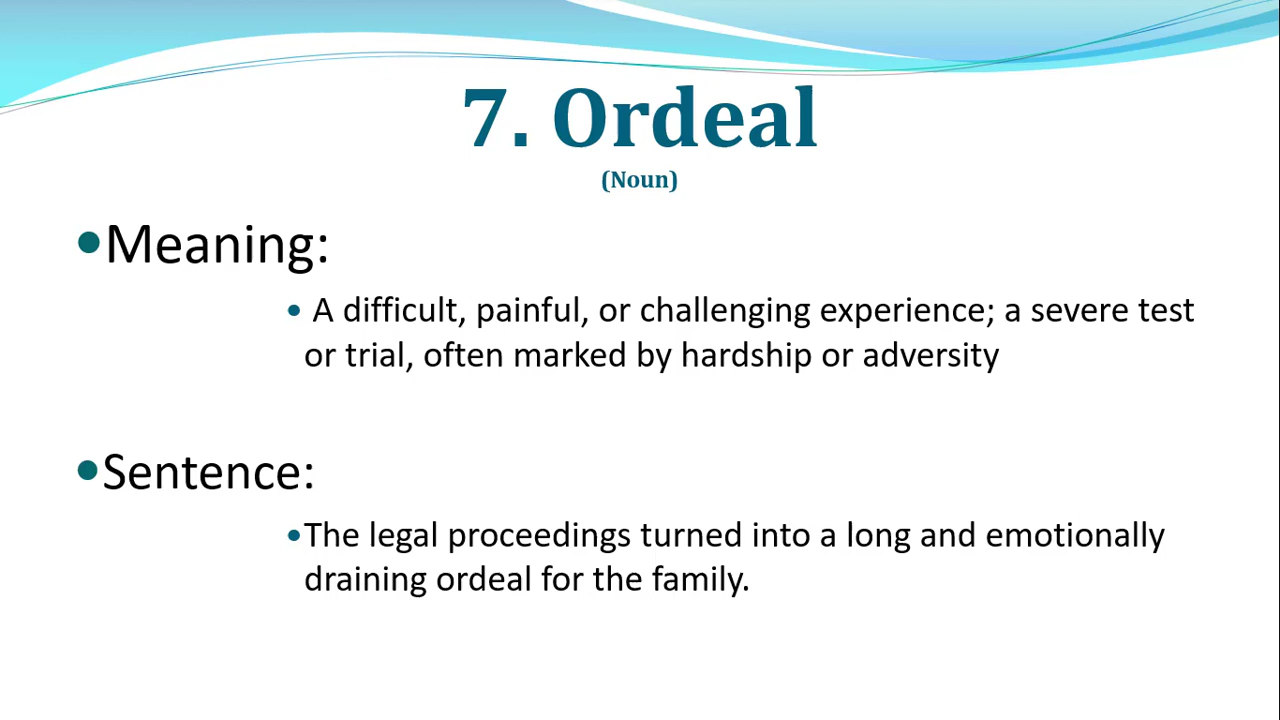 7. Ordeal
(Noun)
•Meaning:
• A difficult, painful, or challenging experience; a severe test
or trial, often marked by hardship or adversity
•Sentence:
•The legal proceedings turned into a long and emotionally
draining ordeal for the family.